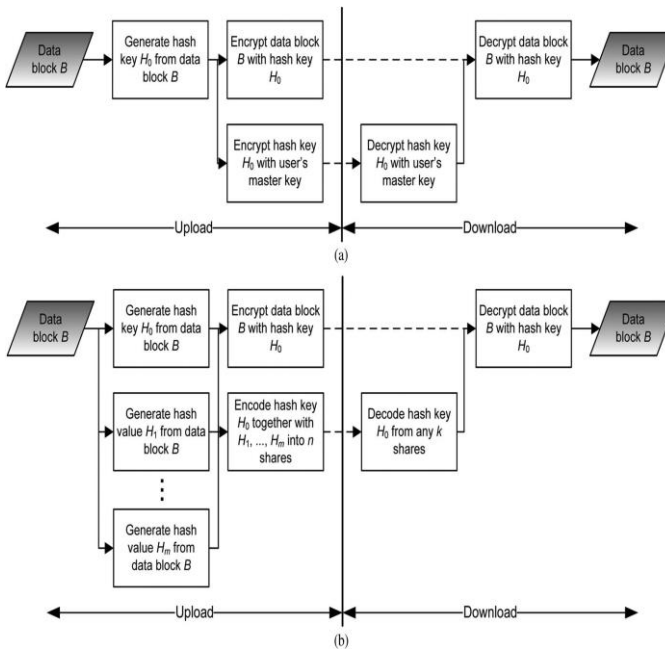 Data
block B
Generate hash
key H₀ from data
block B
Encrypt data block
B with hash key
H₀
Decrypt data block
B with hash key
H₀
Data
block B
Encrypt hash key
H₀ with user's
master key
Decrypt hash key
H₀ with user's
master key
Upload
Download
(a)
Data
block B
Generate hash
key H₀ from data
block B
Encrypt data block
B with hash key
H₀
Decrypt data block
B with hash key
H₀
Data
block B
Generate hash
value H₁ from data
block B
Encode hash key
H₀ together with
H₁, ..., Hₘ into n
shares
Decode hash key
H₀ from any k
shares
Generate hash
value Hₘ from
data block B
Upload
Download
(b)